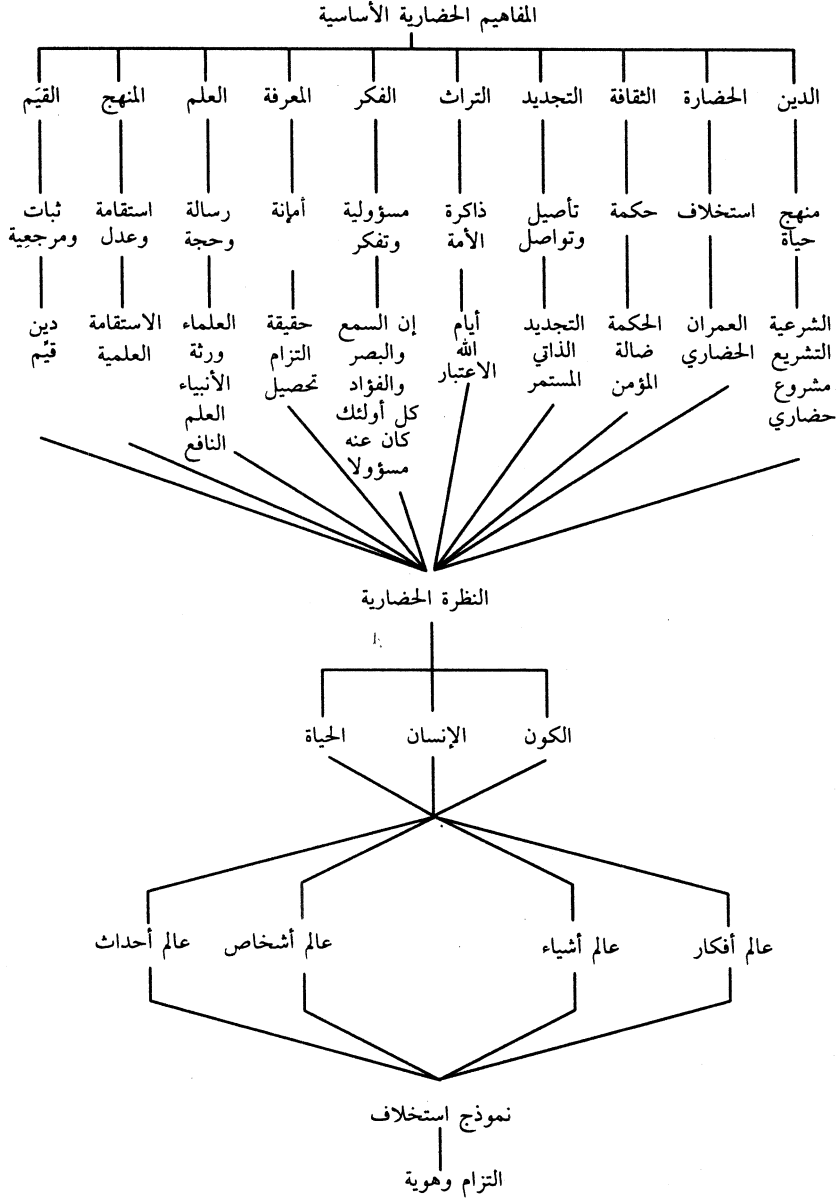 المفاهيم الحضارية الأساسية
الدين الحضارة الثقافة التجديد التراث الفكر المعرفة العلم المنهج القيَم
منهج استخلاف حكمة تأصيل ذاكرة مسؤولية أمانة رسالة استقامة ثبات
حياة وتواصل الأمة وتفكر وحجة وعدل ومرجعية
الشرعية العمران الحكمة التجديد أيام إن السمع حقيقة العلماء الاستقامة دين
التشريع الحضاري ضالة الذاتي الله والبصر التزام ورثة العلمية قيِّم
مشروع المؤمن المستمر الاعتبار والفؤاد تحصيل الأنبياء
حضاري كل أولئك العلم
كان عنه النافع
مسؤولا
النظرة الحضارية
الكون الإنسان الحياة
عالم أفكار عالم أشياء عالم أشخاص عالم أحداث
نموذج استخلاف
التزام وهوية